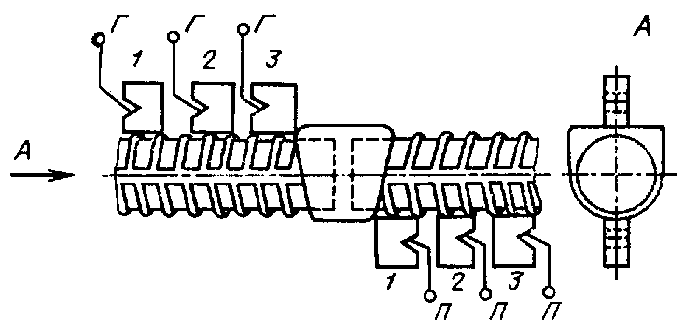 Г Г Г А
1 2 3
А
1 2 3
П П П